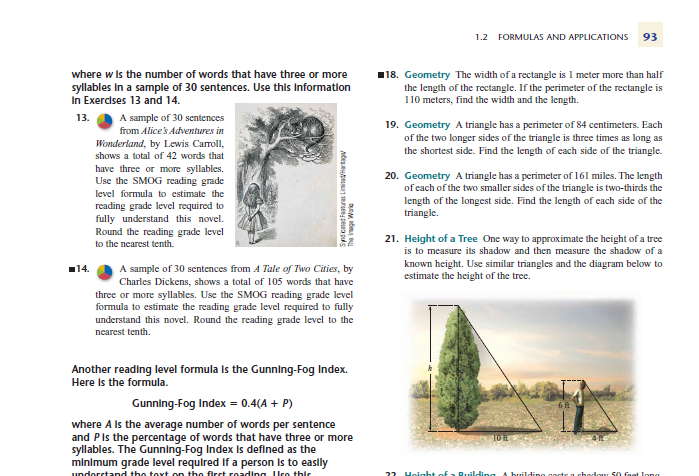 1.2 FORMULAS AND APPLICATIONS 93
where w is the number of words that have three or more
syllables in a sample of 30 sentences. Use this information
in Exercises 13 and 14.
13. A sample of 30 sentences
from Alice's Adventures in
Wonderland, by Lewis Carroll,
shows a total of 42 words that
have three or more syllables.
Use the SMOG reading grade
level formula to estimate the
reading grade level required to
fully understand this novel.
Round the reading grade level
to the nearest tenth.
Syndicated Features Limited/Heritage/
The Image Works
14. A sample of 30 sentences from A Tale of Two Cities, by
Charles Dickens, shows a total of 105 words that have
three or more syllables. Use the SMOG reading grade level
formula to estimate the reading grade level required to fully
understand this novel. Round the reading grade level to the
nearest tenth.
Another reading level formula is the Gunning-Fog Index.
Here is the formula.
Gunning-Fog Index = 0.4(A + P)
where A is the average number of words per sentence
and P is the percentage of words that have three or more
syllables. The Gunning-Fog Index is defined as the
minimum grade level required if a person is to easily
understand the text on the first reading. Use this
18. Geometry The width of a rectangle is 1 meter more than half
the length of the rectangle. If the perimeter of the rectangle is
110 meters, find the width and the length.
19. Geometry A triangle has a perimeter of 84 centimeters. Each
of the two longer sides of the triangle is three times as long as
the shortest side. Find the length of each side of the triangle.
20. Geometry A triangle has a perimeter of 161 miles. The length
of each of the two smaller sides of the triangle is two-thirds the
length of the longest side. Find the length of each side of the
triangle.
21. Height of a Tree One way to approximate the height of a tree
is to measure its shadow and then measure the shadow of a
known height. Use similar triangles and the diagram below to
estimate the height of the tree.
h
6 ft
10 ft
4 ft
22. Height of a Building A building casts a shadow 50 feet long